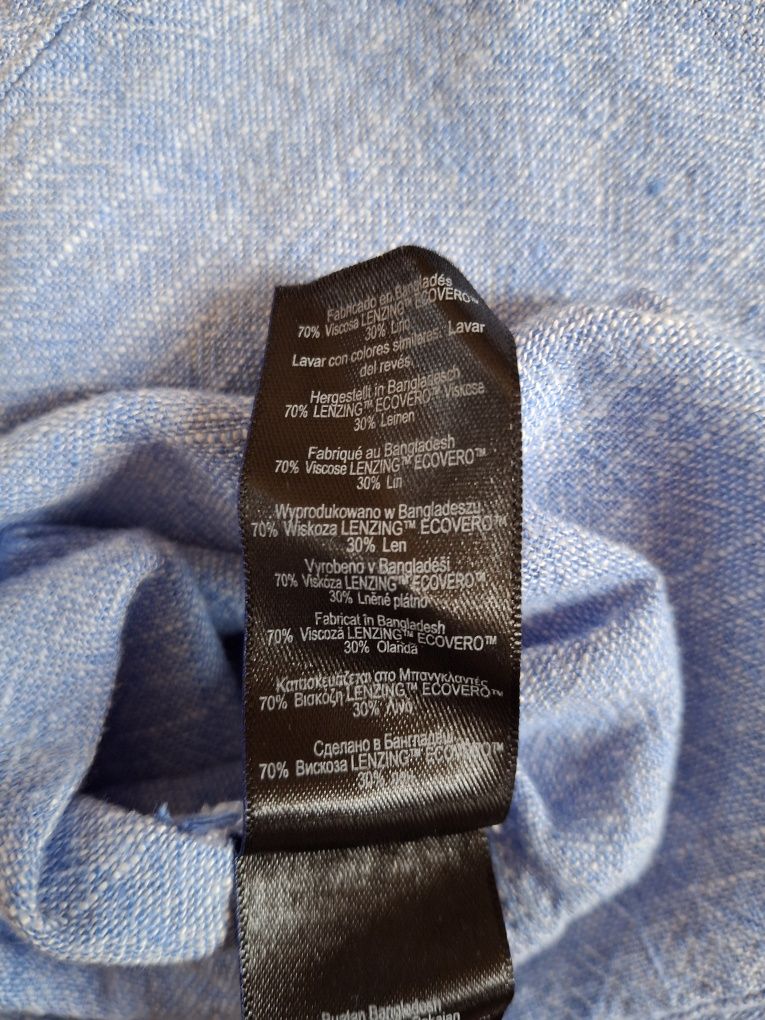 Fabricado en Bangladés
70% Viscosa LENZING™ ECOVERO™
30% Lino
Lavar con colores similares. Lavar
del revés.
Hergestellt in Bangladesch
70% LENZING™ ECOVERO™ Viskose
30% Leinen
Fabriqué au Bangladesh
70% Viscose LENZING™ ECOVERO™
30% Lin
Wyprodukowano w Bangladeszu
70% Wiskoza LENZING™ ECOVERO™
30% Len
Vyrobeno v Bangladéši
70% Viskóza LENZING™ ECOVERO™
30% Lněné plátno
Fabricat în Bangladesh
70% Viscoză LENZING™ ECOVERO™
30% Olandă
Κατασκευάζεται στο Μπανγκλαντές
70% Βισκόζη LENZING™ ECOVERO™
30% Λινό
Сделано в Бангладеш
70% Вискоза LENZING™ ECOVERO™
30%
Buatan Bangladesh